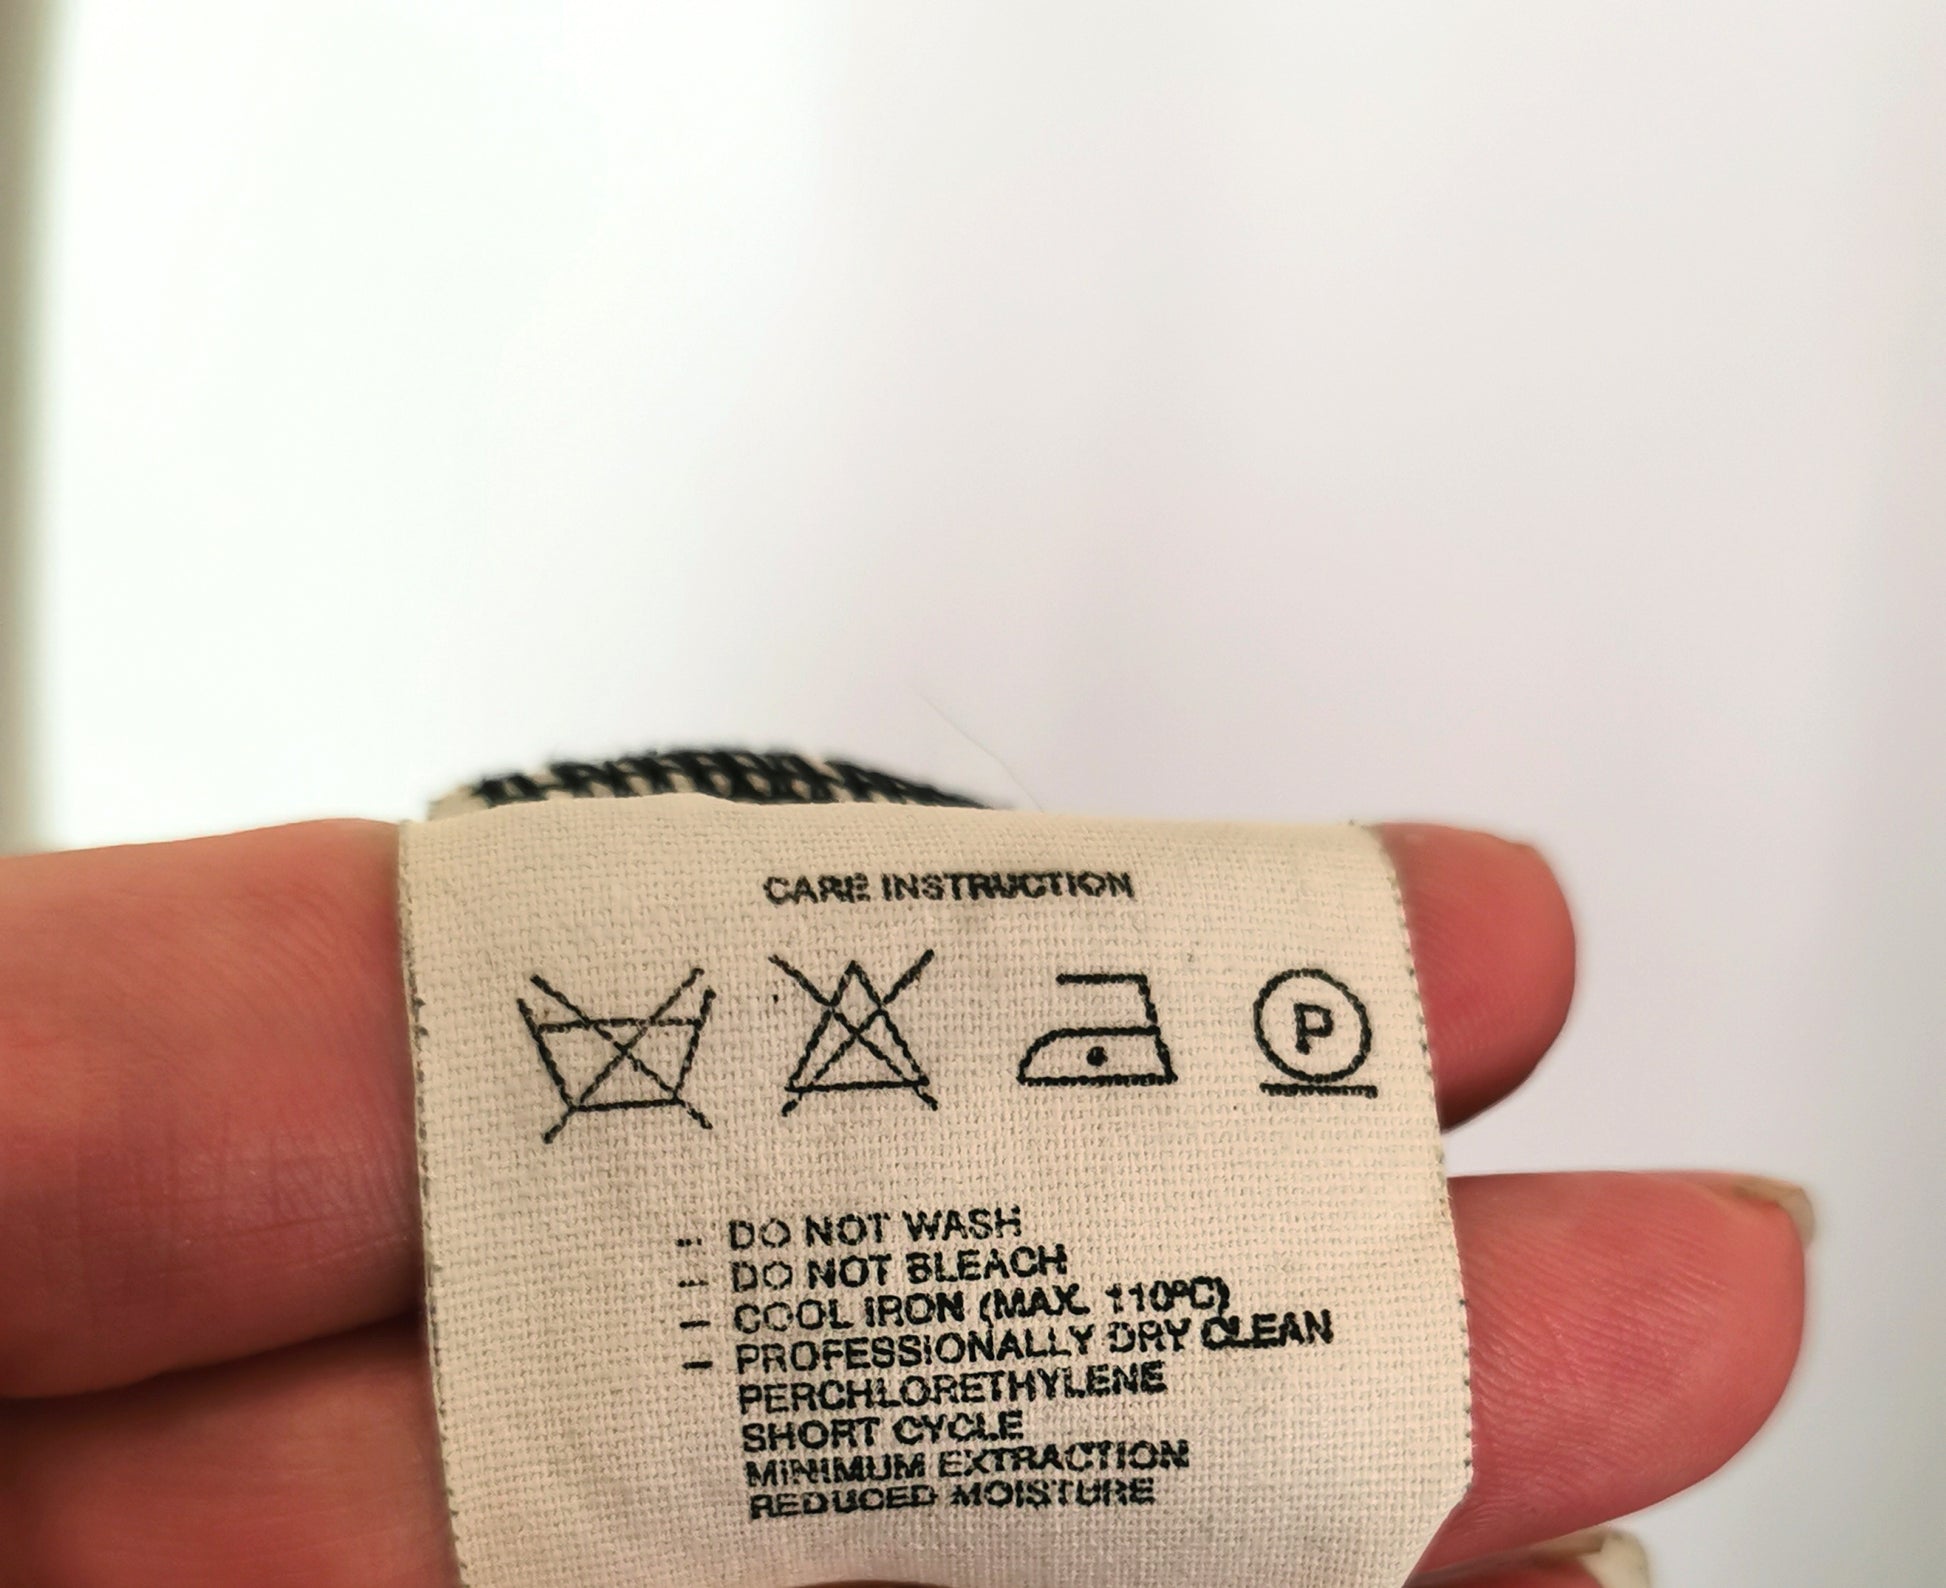 CARE INSTRUCTION
P
- DO NOT WASH
- DO NOT BLEACH
- COOL IRON (MAX. 110ºC)
- PROFESSIONALLY DRY CLEAN
PERCHLORETHYLENE
SHORT CYCLE
MINIMUM EXTRACTION
REDUCED MOISTURE